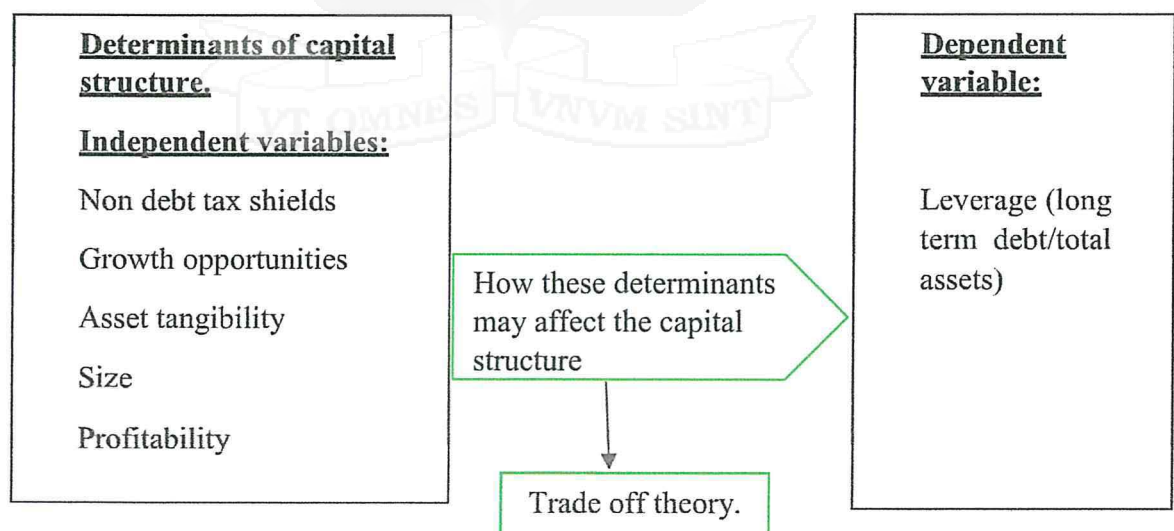 Determinants of capital
structure.
Independent variables:
Non debt tax shields
Growth opportunities
Asset tangibility
Size
Profitability
How these determinants
may affect the capital
structure
Trade off theory.
Dependent
variable:
Leverage (long
term debt/total
assets)
VT OMNES VNVM SINT